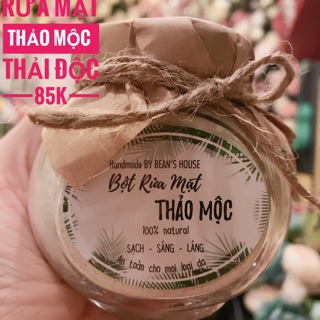 RỬA MẶT
THẢO MỘC
THẢI ĐỘC
85K
Handmade BY BEAN'S HOUSE
Bột Rửa Mặt
THẢO MỘC
100% natural
SẠCH - SÁNG - LÁNG
An toàn cho mọi loại da